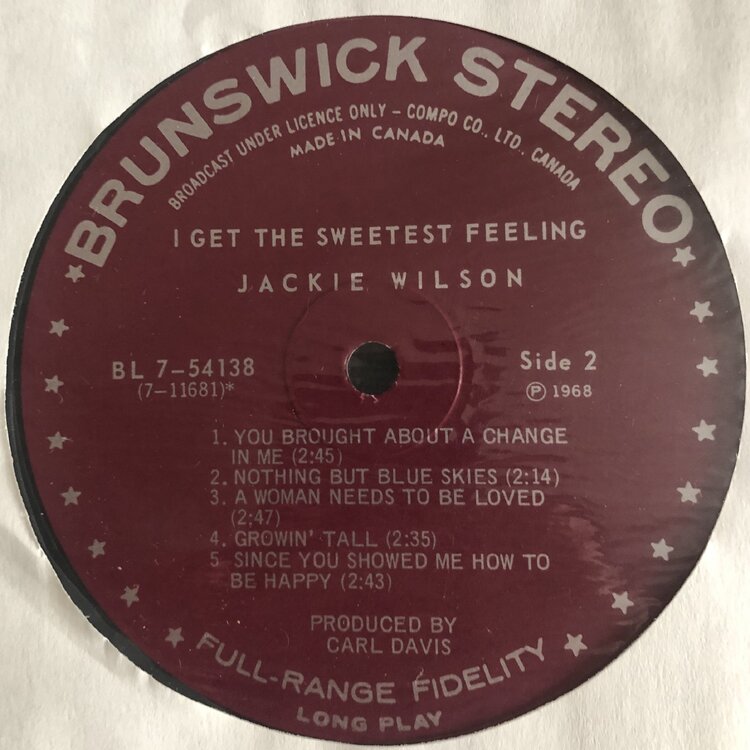 BRUNSWICK STEREO
BROADCAST UNDER LICENCE ONLY – COMPO CO., LTD., CANADA
MADE IN CANADA
I GET THE SWEETEST FEELING
JACKIE WILSON
BL 7-54138
(7-11681)*
Side 2
Ⓟ 1968
1. YOU BROUGHT ABOUT A CHANGE
IN ME (2:45)
2. NOTHING BUT BLUE SKIES (2:14)
3. A WOMAN NEEDS TO BE LOVED
(2:47)
4. GROWIN' TALL (2:35)
5 SINCE YOU SHOWED ME HOW TO
BE HAPPY (2:43)
PRODUCED BY
CARL DAVIS
FULL-RANGE FIDELITY
LONG PLAY